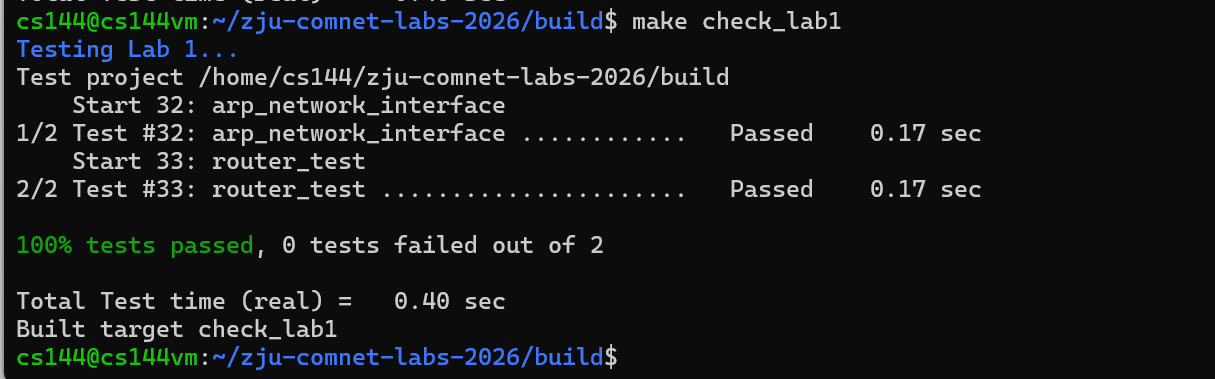 cs144@cs144vm:~/zju-comnet-labs-2026/build$ make check_lab1
Testing Lab 1...
Test project /home/cs144/zju-comnet-labs-2026/build
    Start 32: arp_network_interface
1/2 Test #32: arp_network_interface ............   Passed    0.17 sec
    Start 33: router_test
2/2 Test #33: router_test ......................   Passed    0.17 sec
100% tests passed, 0 tests failed out of 2
Total Test time (real) =   0.40 sec
Built target check_lab1
cs144@cs144vm:~/zju-comnet-labs-2026/build$